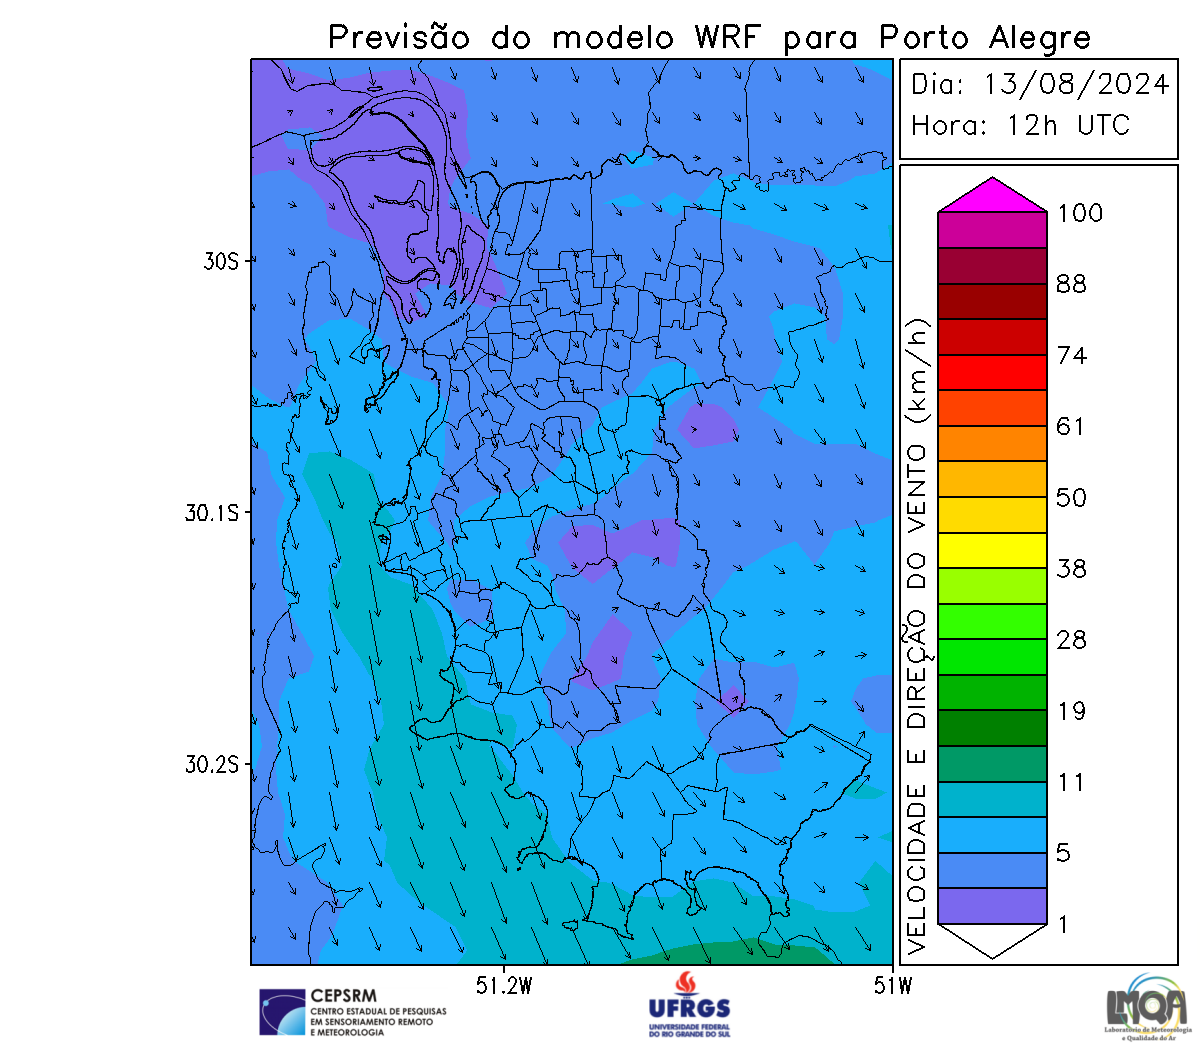 Previsão do modelo WRF para Porto Alegre
Dia: 13/08/2024
Hora: 12h UTC
30S
30.1S
30.2S
51.2W
51W
VELOCIDADE E DIREÇÃO DO VENTO (km/h)
100
88
74
61
50
38
28
19
11
5
1
CEPSRM
CENTRO ESTADUAL DE PESQUISAS
EM SENSORIAMENTO REMOTO
E METEOROLOGIA
UFRGS
UNIVERSIDADE FEDERAL
DO RIO GRANDE DO SUL
LMQA
Laboratório de Meteorologia
e Qualidade do Ar